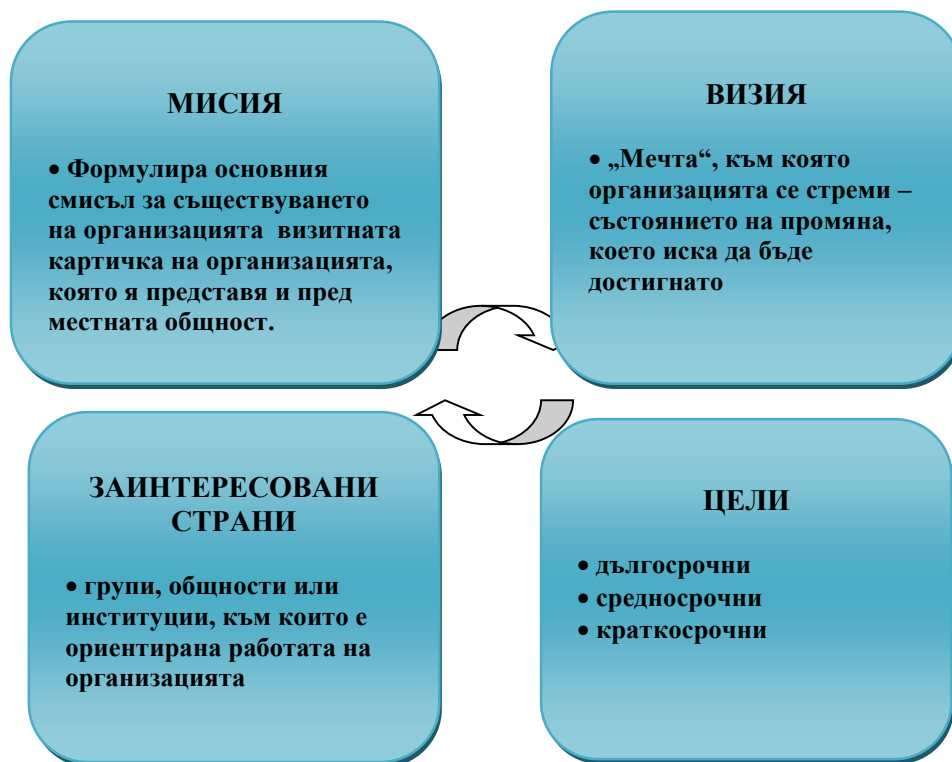 МИСИЯ
• Формулира основния
смисъл за съществуването
на организацията  визитната
картичка на организацията,
която я представя и пред
местната общност.
ВИЗИЯ
• „Мечта“, към която
организацията се стреми –
състоянието на промяна,
което иска да бъде
достигнато
ЗАИНТЕРЕСОВАНИ
СТРАНИ
• групи, общности или
институции, към които е
ориентирана работата на
организацията
ЦЕЛИ
• дългосрочни
• средносрочни
• краткосрочни